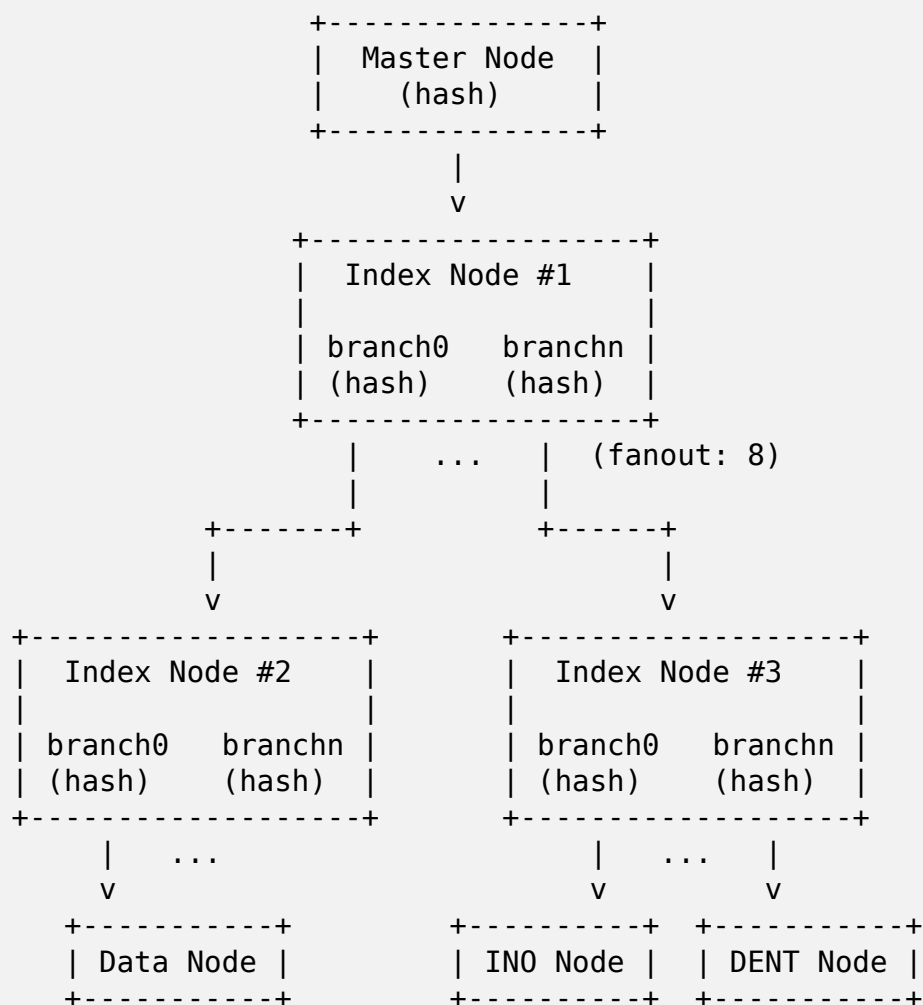 Master Node
(hash)
Index Node #1
branch0 branchn
(hash) (hash)
... (fanout: 8)
Index Node #2 Index Node #3
branch0 branchn branch0 branchn
(hash) (hash) (hash) (hash)
... ...
Data Node INO Node DENT Node